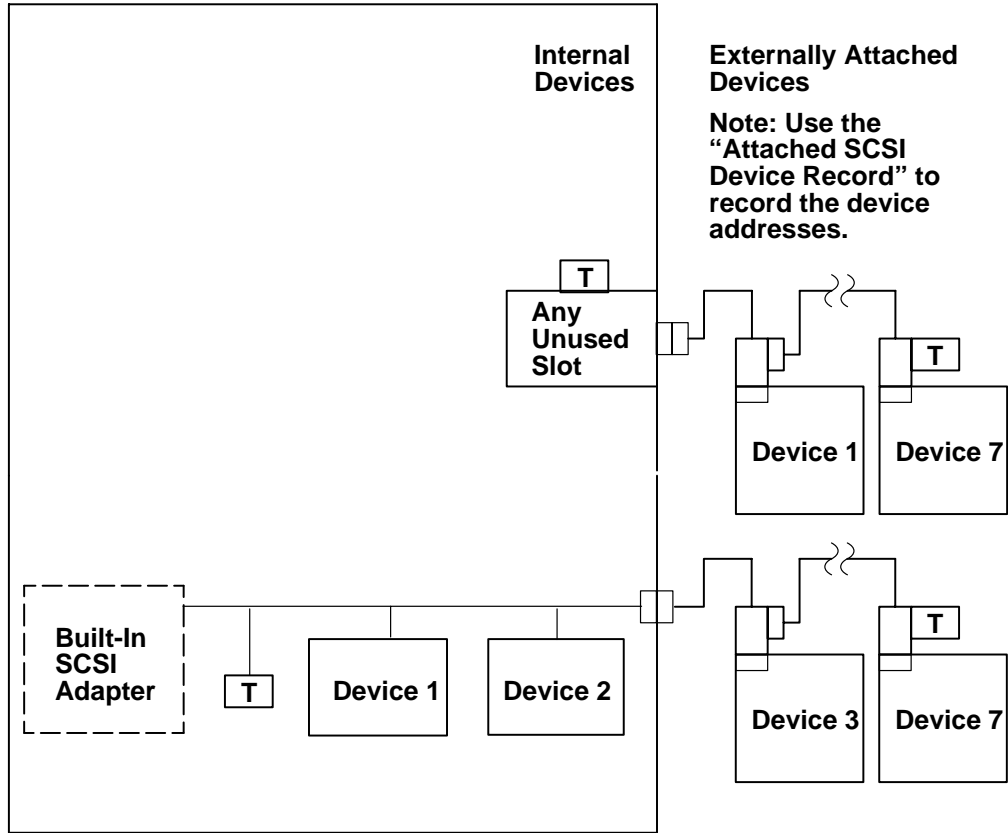 Internal
Devices
Externally Attached
Devices
Note: Use the
“Attached SCSI
Device Record” to
record the device
addresses.
T
Any
Unused
Slot
T
Device 1
Device 7
Built-In
SCSI
Adapter
T
Device 1
Device 2
T
Device 3
Device 7